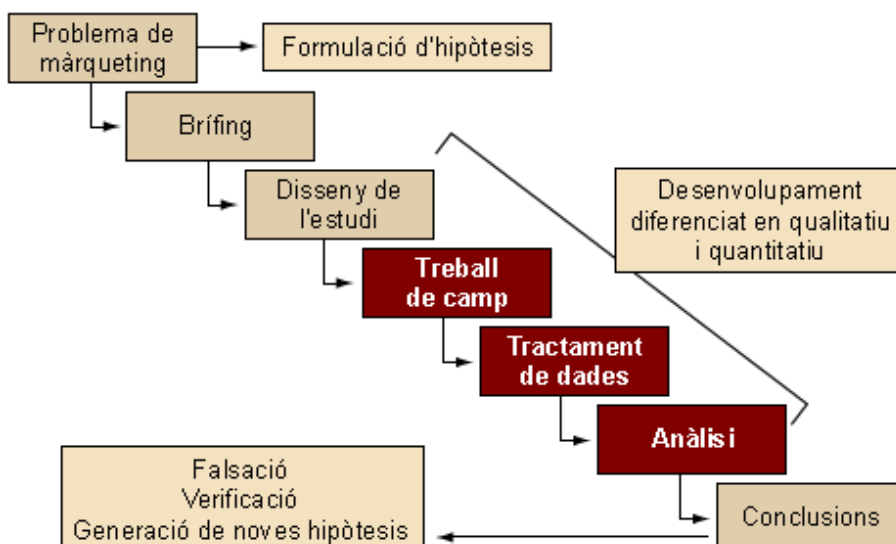 Problema de
màrqueting
Formulació d'hipòtesis
Brífing
Disseny de
l'estudi
Desenvolupament
diferenciat en qualitatiu
i quantitatiu
Treball
de camp
Tractament
de dades
Anàlisi
Falsació
Verificació
Generació de noves hipòtesis
Conclusions